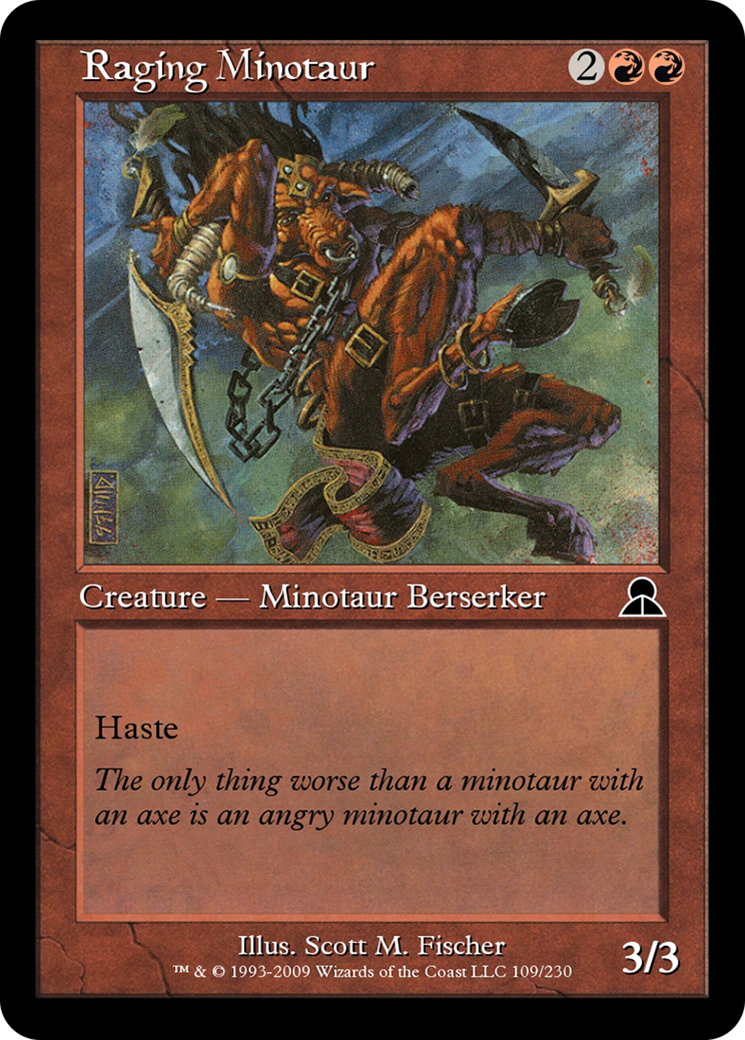 Raging Minotaur
2
Creature — Minotaur Berserker
Haste
The only thing worse than a minotaur with
an axe is an angry minotaur with an axe.
Illus. Scott M. Fischer
™ & © 1993-2009 Wizards of the Coast LLC 109/230
3/3